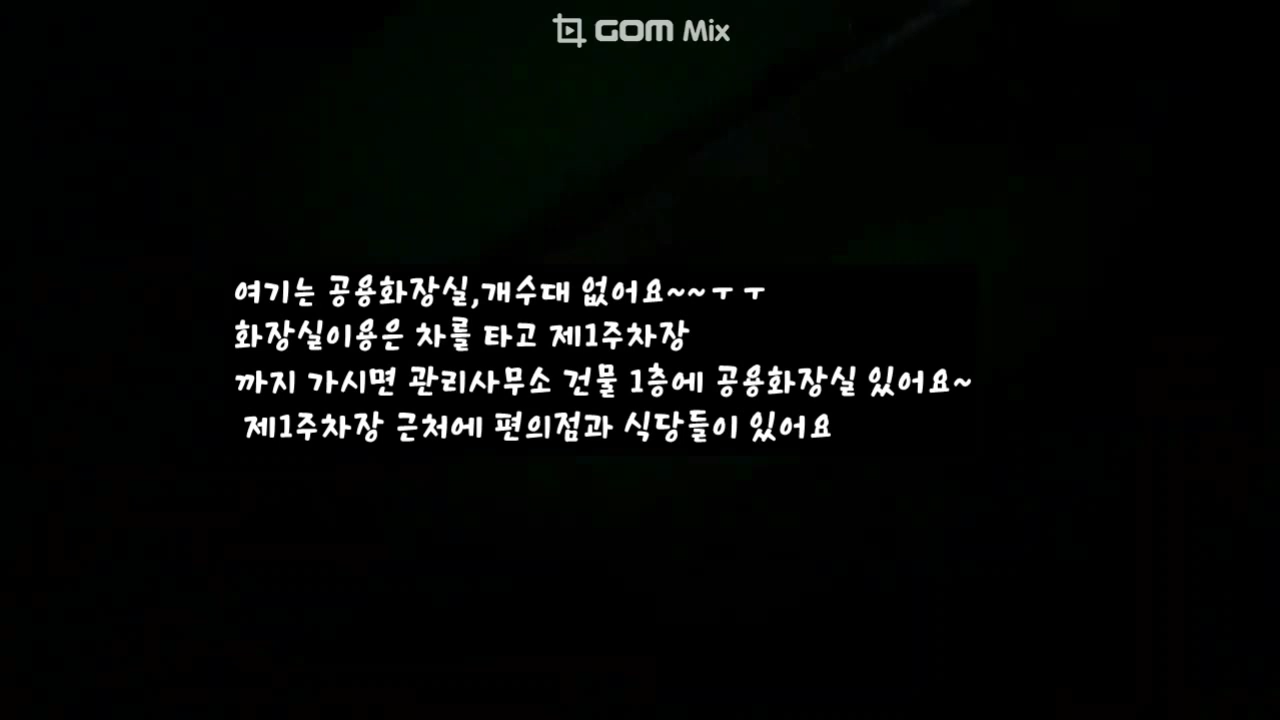 GOM Mix
여기는 공용화장실,개수대 없어요~~ㅜ ㅜ
화장실이용은 차를 타고 제1주차장
까지 가시면 관리사무소 건물 1층에 공용화장실 있어요~
제1주차장 근처에 편의점과 식당들이 있어요